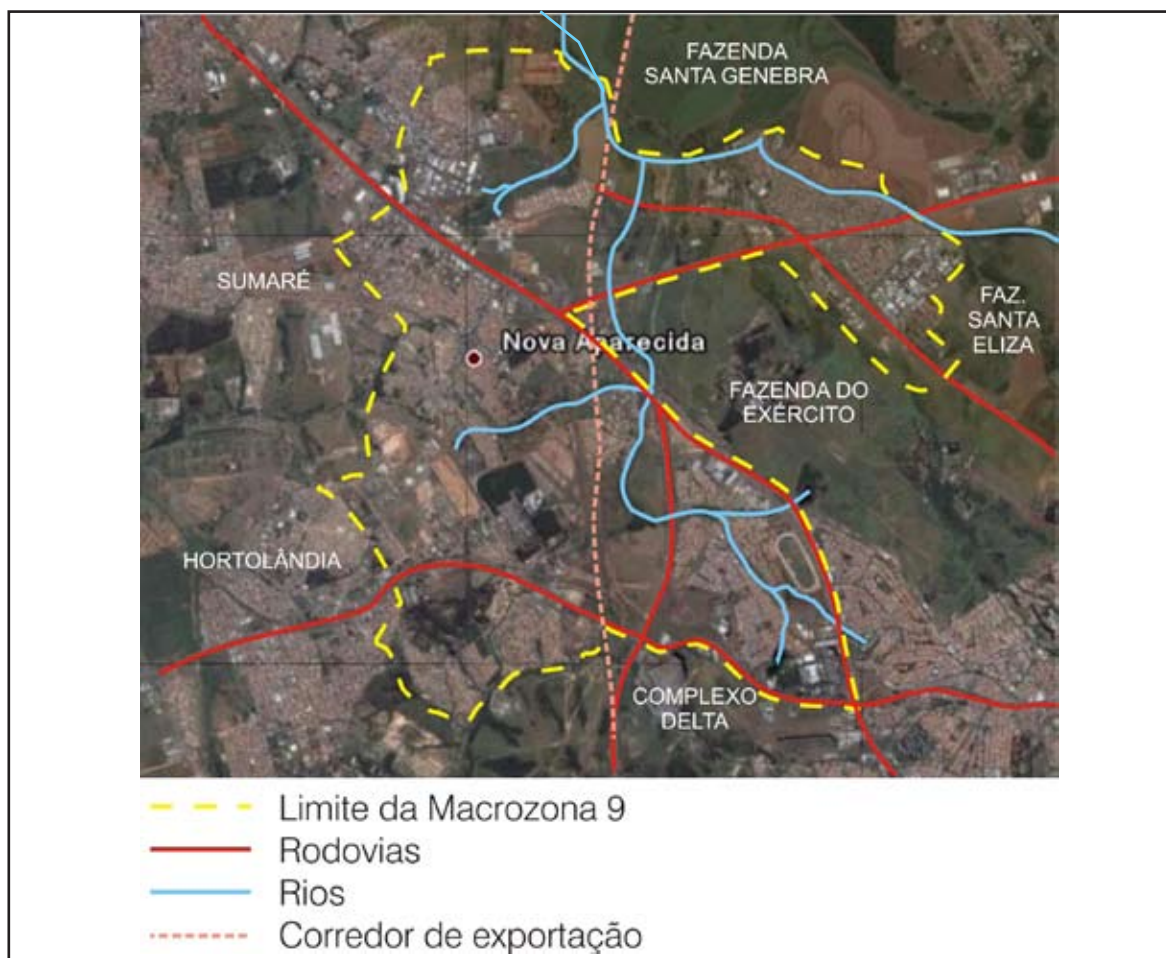 FAZENDA
SANTA GENEBRA
SUMARÉ
FAZ.
SANTA
ELIZA
Nova Aparecida
FAZENDA DO
EXÉRCITO
HORTOLÂNDIA
COMPLEXO
DELTA
Limite da Macrozona 9
Rodovias
Rios
Corredor de exportação